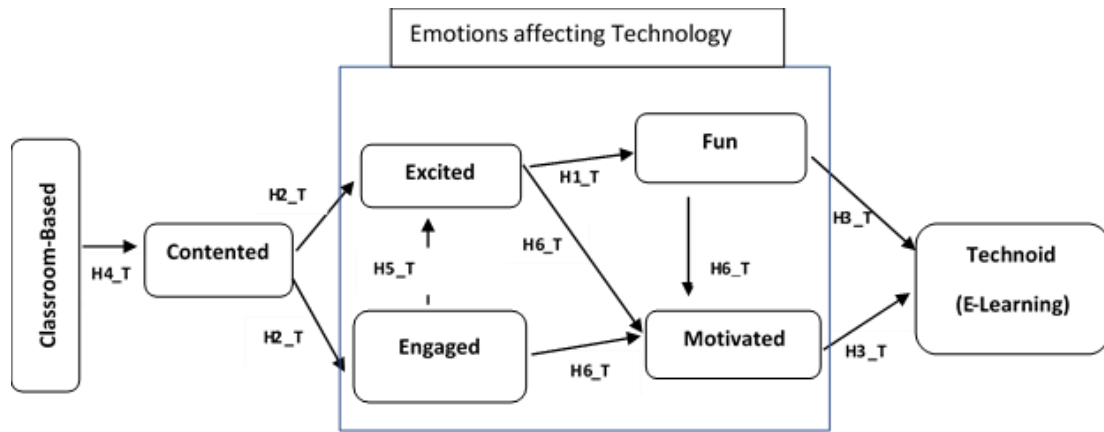 Emotions affecting Technology
Fun
Excited
H1_T
H2_T
H3_T
Classroom-Based
Contented
Technoid
(E-Learning)
H4_T
H5_T
H6_T
H6_T
Engaged
Motivated
H2_T
H6_T
H3_T